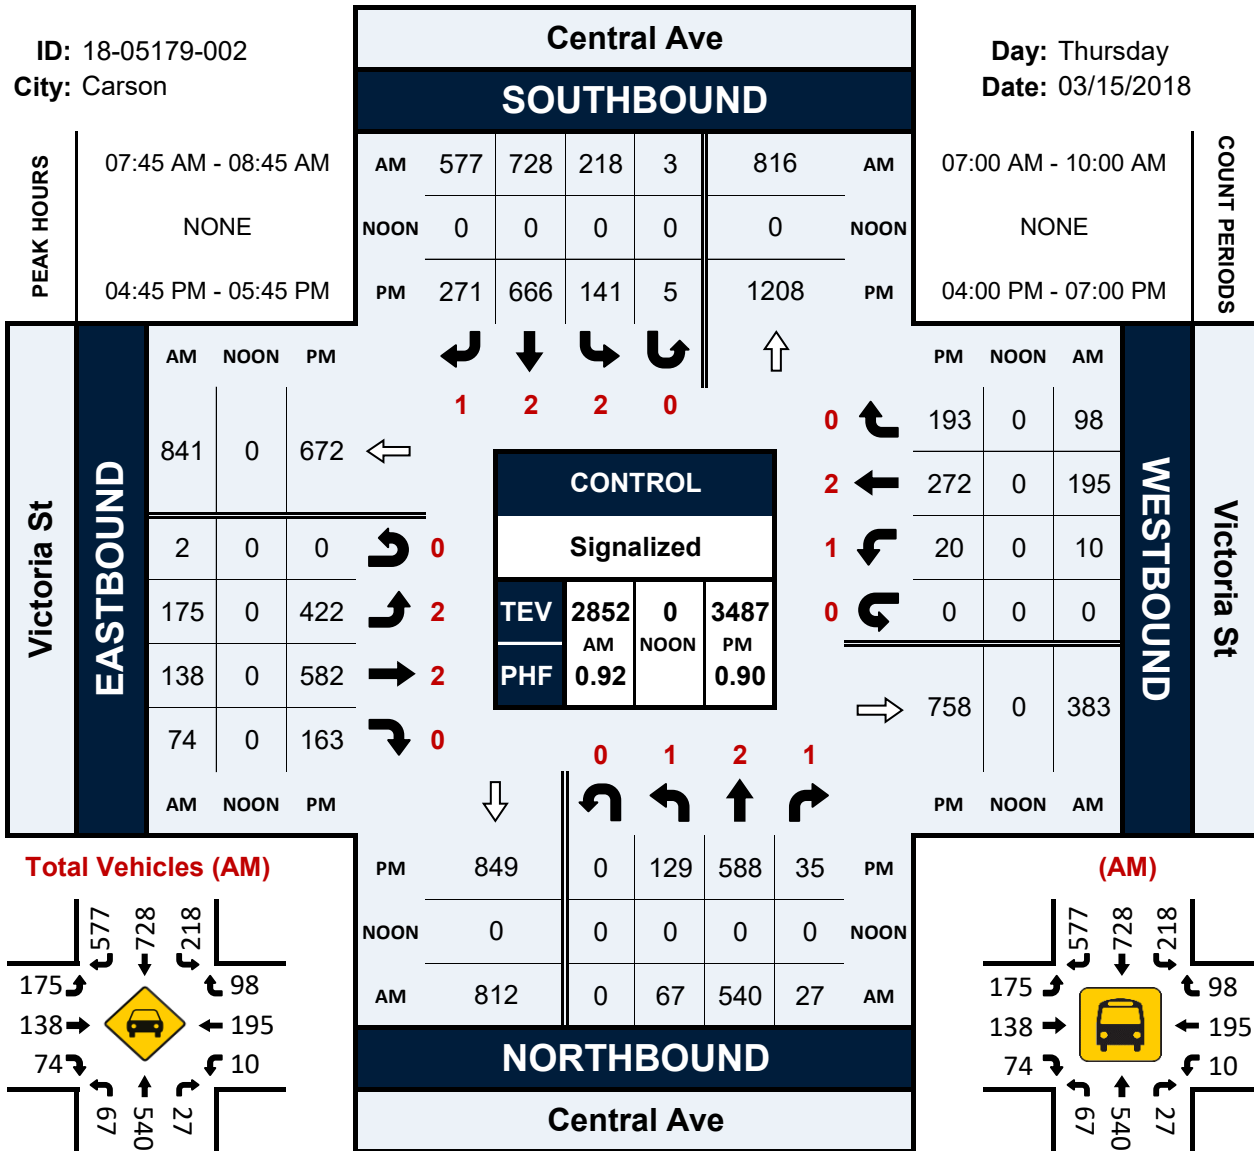 ID: 18-05179-002
City: Carson
Central Ave
SOUTHBOUND
Day: Thursday
Date: 03/15/2018
PEAK HOURS
07:45 AM - 08:45 AM
NONE
04:45 PM - 05:45 PM
AM 577 728 218 3 816 AM
NOON 0 0 0 0 0 NOON
PM 271 666 141 5 1208 PM
07:00 AM - 10:00 AM
NONE
04:00 PM - 07:00 PM
COUNT PERIODS
1 2 2 0
Victoria St
EASTBOUND
AM NOON PM
841 0 672
2 0 0 0
175 0 422 2
138 0 582 2
74 0 163 0
AM NOON PM
CONTROL
Signalized
TEV 2852 0 3487
AM NOON PM
PHF 0.92 0.90
PM NOON AM
0 193 0 98
2 272 0 195
1 20 0 10
0 0 0 0
758 0 383
PM NOON AM
WESTBOUND
Victoria St
0 1 2 1
PM 849 0 129 588 35 PM
NOON 0 0 0 0 0 NOON
AM 812 0 67 540 27 AM
NORTHBOUND
Central Ave
Total Vehicles (AM)
577 728 218
175 98
138 195
74 10
67 540 27
(AM)
577 728 218
175 98
138 195
74 10
67 540 27